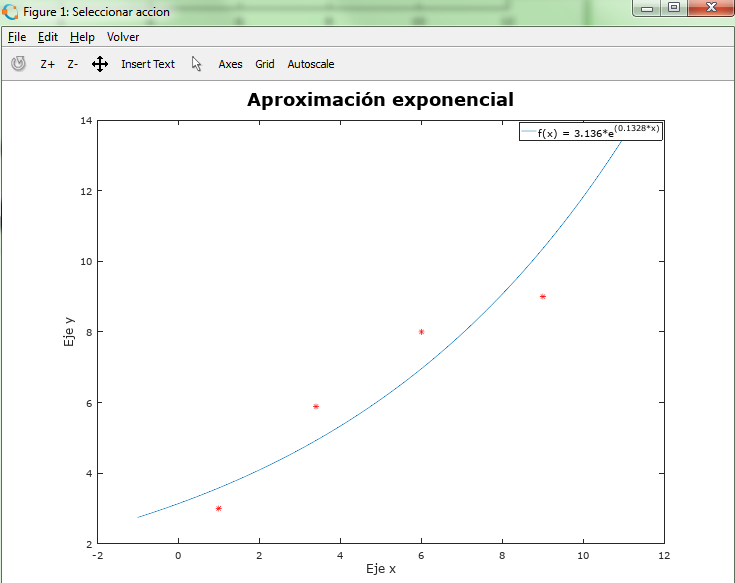 Figure 1: Seleccionar accion
File Edit Help Volver
Z+ Z- Insert Text Axes Grid Autoscale
Aproximación exponencial
f(x) = 3.136*e^(0.1328*x)
14
12
10
8
6
4
2
Eje y
-2 0 2 4 6 8 10 12
Eje x